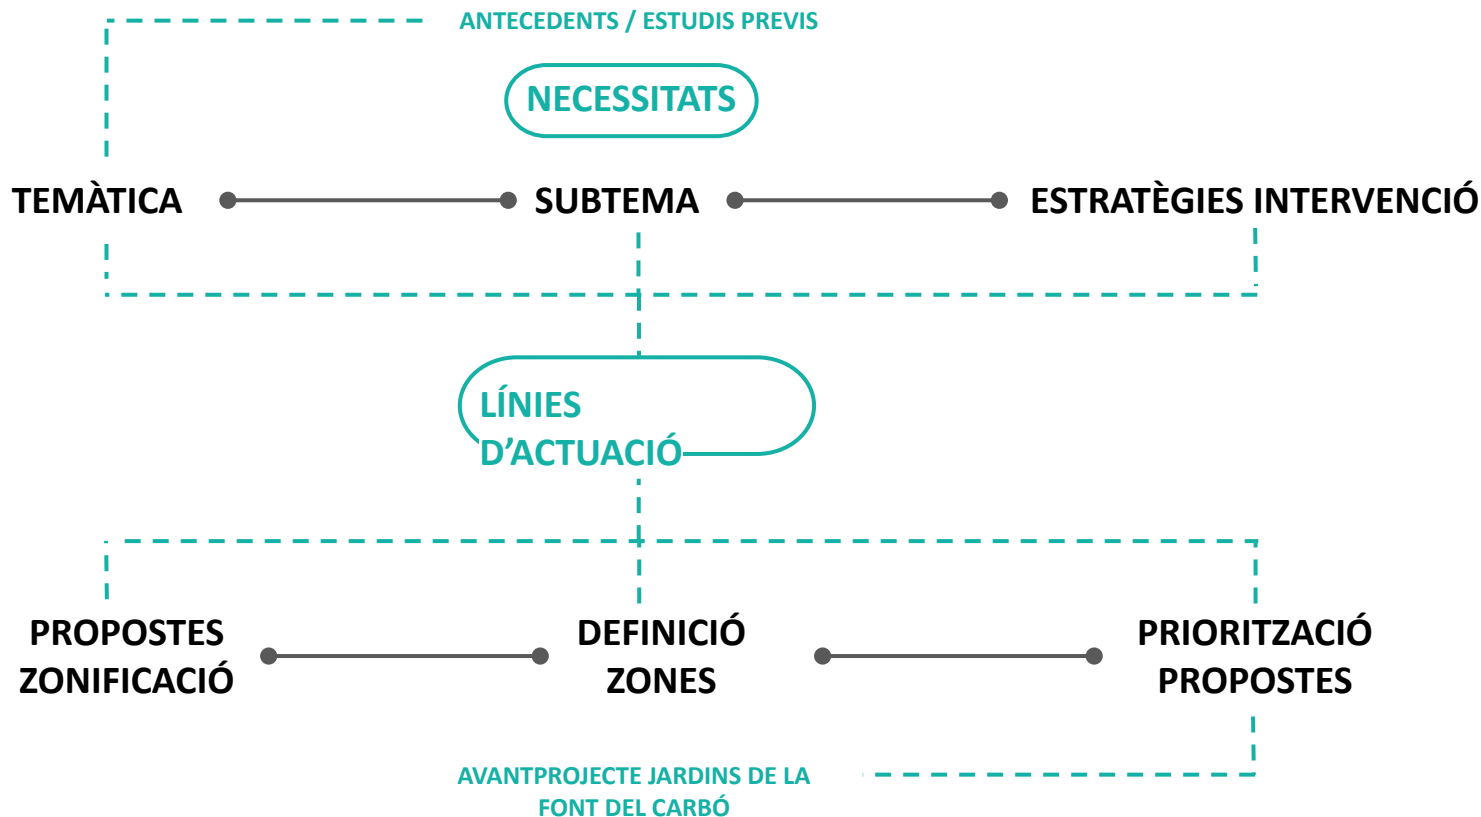 ANTECEDENTS / ESTUDIS PREVIS
NECESSITATS
TEMÀTICA
SUBTEMA
ESTRATÈGIES INTERVENCIÓ
LÍNIES
D’ACTUACIÓ
PROPOSTES
ZONIFICACIÓ
DEFINICIÓ
ZONES
PRIORITZACIÓ
PROPOSTES
AVANTPROJECTE JARDINS DE LA
FONT DEL CARBÓ